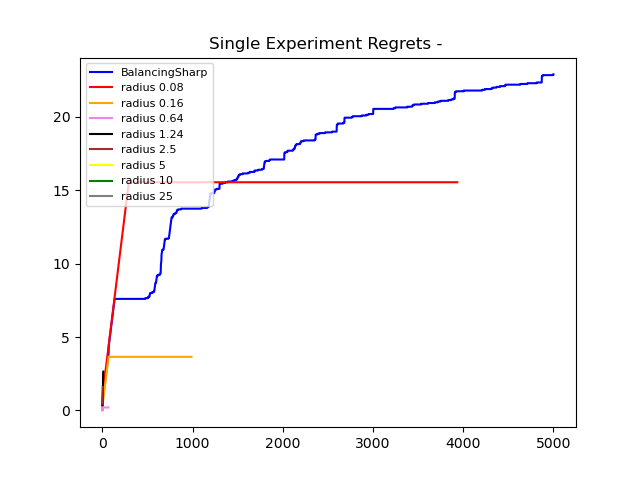 Single Experiment Regrets -
BalancingSharp
radius 0.08
radius 0.16
radius 0.64
radius 1.24
radius 2.5
radius 5
radius 10
radius 25
20
15
10
5
0
0 1000 2000 3000 4000 5000